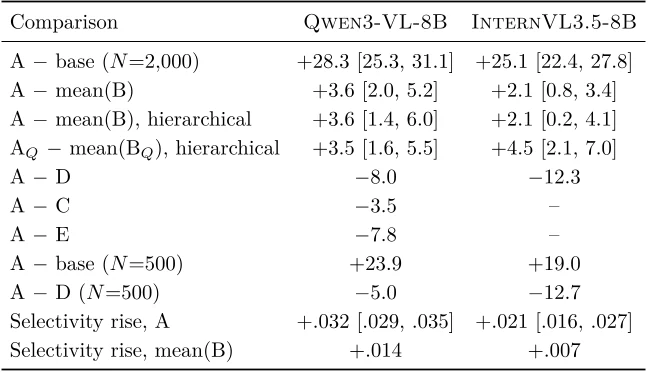 Comparison QWEN3-VL-8B INTERNVL3.5-8B
A − base (N=2,000) +28.3 [25.3, 31.1] +25.1 [22.4, 27.8]
A − mean(B) +3.6 [2.0, 5.2] +2.1 [0.8, 3.4]
A − mean(B), hierarchical +3.6 [1.4, 6.0] +2.1 [0.2, 4.1]
A_Q − mean(B_Q), hierarchical +3.5 [1.6, 5.5] +4.5 [2.1, 7.0]
A − D −8.0 −12.3
A − C −3.5 –
A − E −7.8 –
A − base (N=500) +23.9 +19.0
A − D (N=500) −5.0 −12.7
Selectivity rise, A +.032 [.029, .035] +.021 [.016, .027]
Selectivity rise, mean(B) +.014 +.007